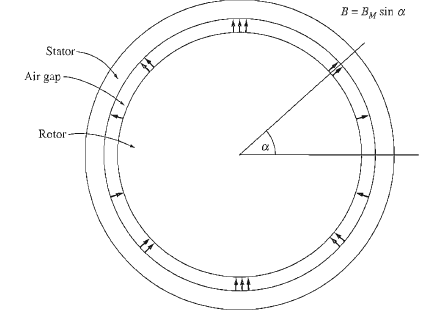 B = B_M sin α
Stator
Air gap
Rotor
α